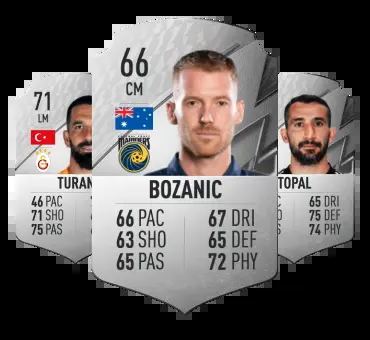 71
LM
TURAN
46 PAC
71 SHO
75 PAS
66
CM
MARINERS
BOZANIC
66 PAC
63 SHO
65 PAS
67 DRI
65 DEF
72 PHY
TOPAL
65 DRI
75 DEF
74 PHY